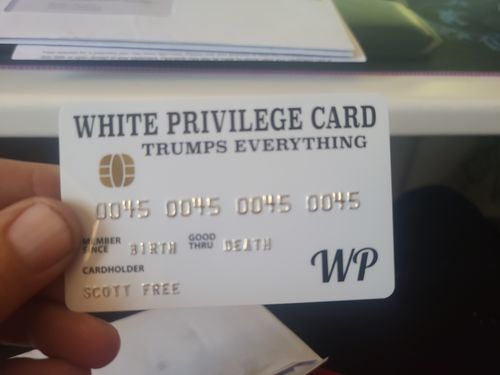 WHITE PRIVILEGE CARD
TRUMPS EVERYTHING
0045 0045 0045 0045
MEMBER SINCE BIRTH GOOD THRU DEATH
CARDHOLDER
SCOTT FREE
WP